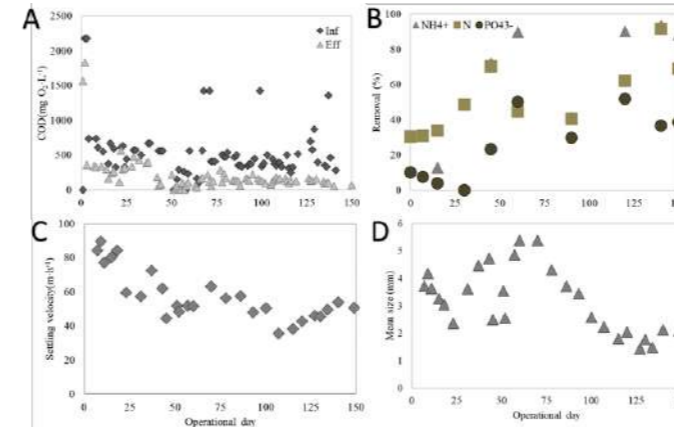 A
2500
2000
1500
1000
500
0
COD(mg O₂·L⁻¹)
Inf
Eff
0 25 50 75 100 125 150
B
NH4+ N PO43-
100
80
60
40
20
0
Removal (%)
0 25 50 75 100 125 150
C
100
80
60
40
20
0
Settling velocity(m·h⁻¹)
0 25 50 75 100 125 150
Operational day
D
6
5
4
3
2
1
0
Mean size (mm)
0 25 50 75 100 125 150
Operational day